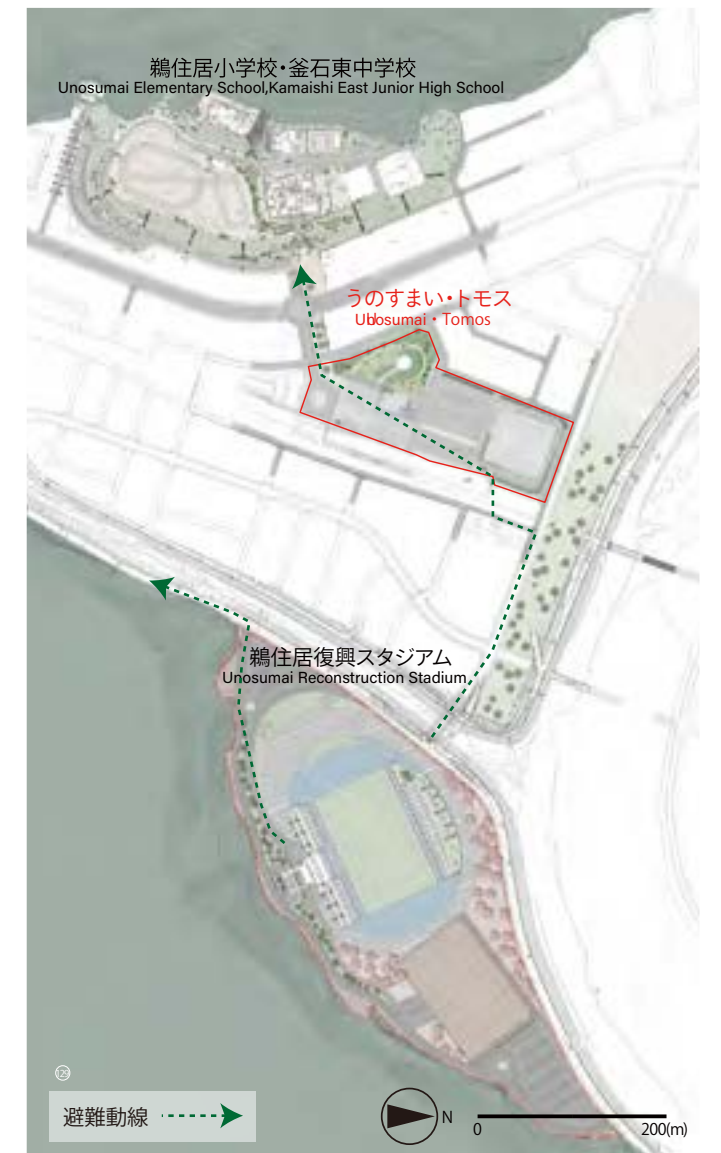 鵜住居小学校・釜石東中学校
Unosumai Elementary School,Kamaishi East Junior High School
うのすまい・トモス
Unosumai・Tomos
鵜住居復興スタジアム
Unosumai Reconstruction Stadium
129
避難動線
N
0 200(m)